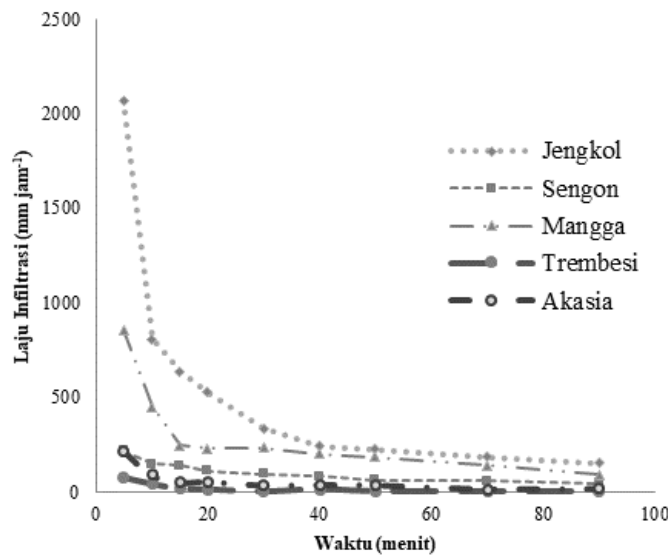 2500
2000
1500
1000
500
0
Laju Infiltrasi (mm jam⁻¹)
Jengkol
Sengon
Mangga
Trembesi
Akasia
0 20 40 60 80 100
Waktu (menit)